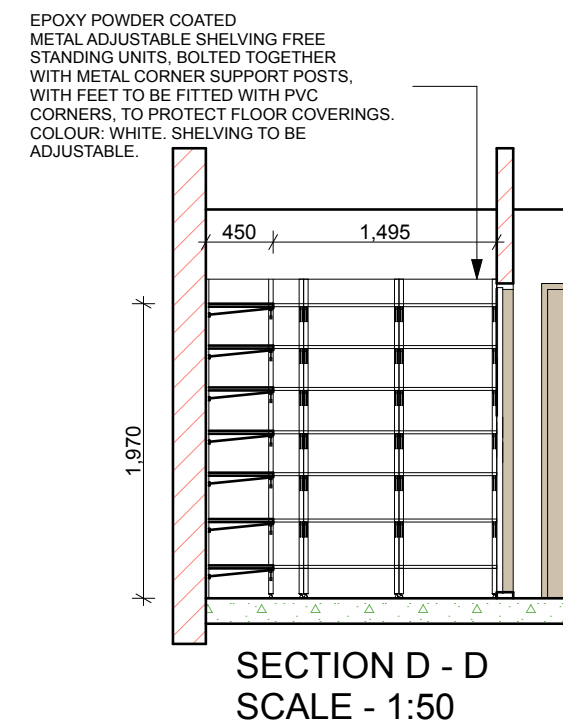 EPOXY POWDER COATED
METAL ADJUSTABLE SHELVING FREE
STANDING UNITS, BOLTED TOGETHER
WITH METAL CORNER SUPPORT POSTS,
WITH FEET TO BE FITTED WITH PVC
CORNERS, TO PROTECT FLOOR COVERINGS.
COLOUR: WHITE. SHELVING TO BE
ADJUSTABLE.
450 1,495
1,970
SECTION D - D
SCALE - 1:50